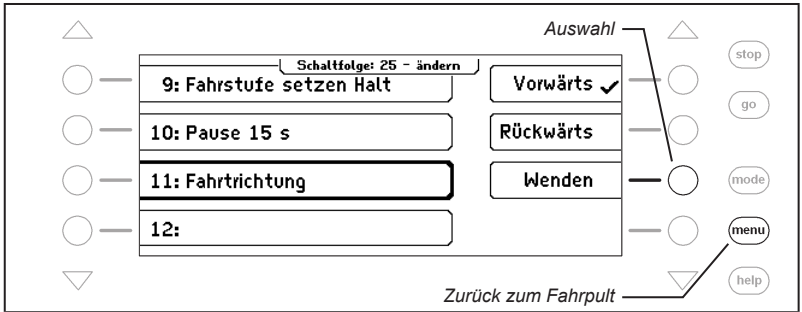 Auswahl
stop
Schaltfolge: 25 - ändern
9: Fahrstufe setzen Halt
Vorwärts ✓
go
10: Pause 15 s
Rückwärts
11: Fahrtrichtung
Wenden
mode
12:
menu
help
Zurück zum Fahrpult